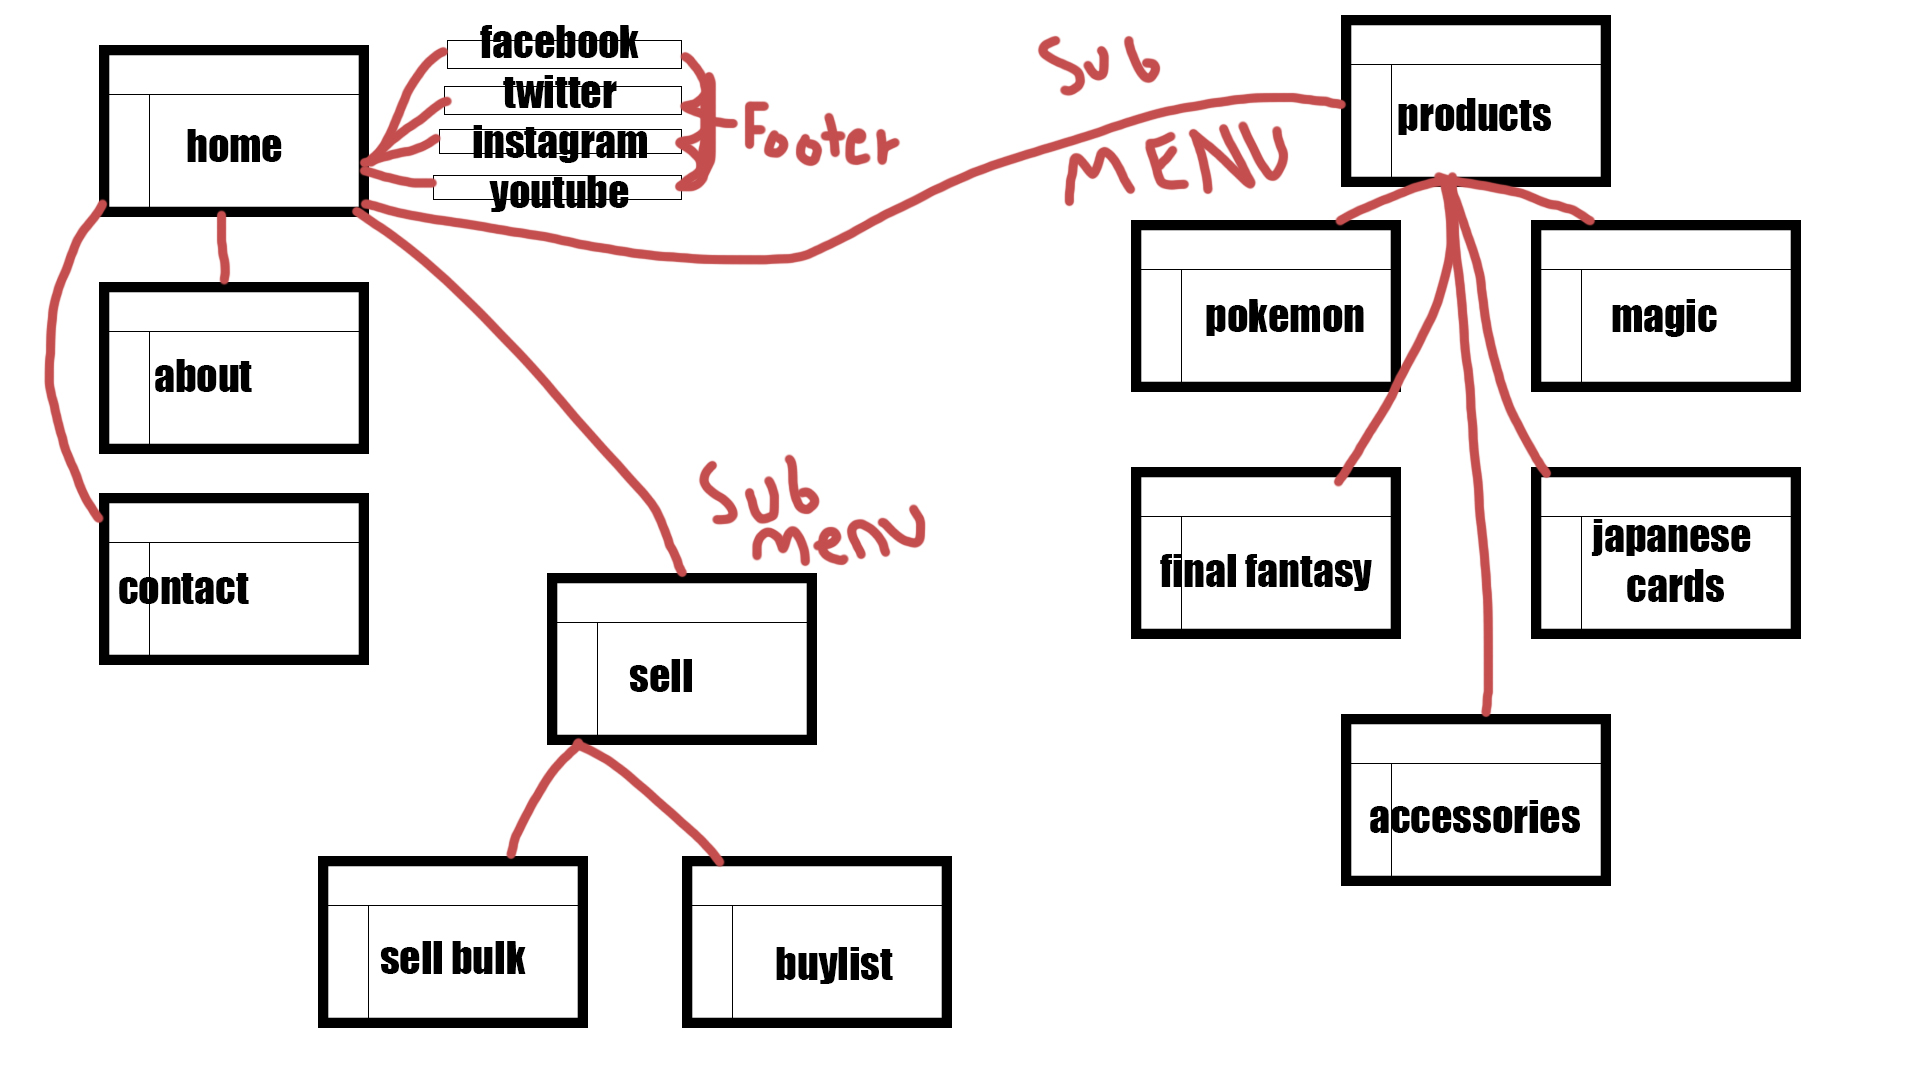 facebook
twitter
instagram
youtube
Footer
home
about
contact
Sub
MENU
products
pokemon
magic
final fantasy
japanese
cards
accessories
Sub
menu
sell
sell bulk
buylist